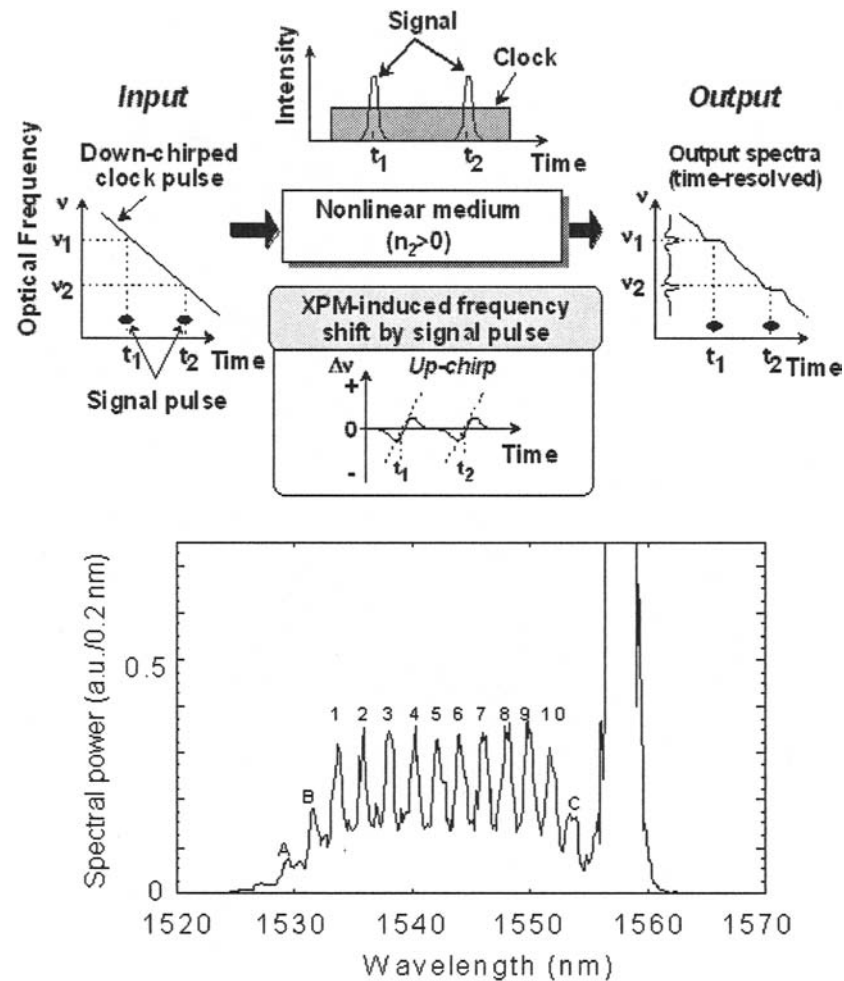 Signal
Clock
Intensity
t1 t2 Time
Input
Down-chirped
clock pulse
Optical Frequency
ν
ν1
ν2
t1 t2 Time
Signal pulse
Nonlinear medium
(n2>0)
XPM-induced frequency
shift by signal pulse
Δν Up-chirp
+
0
-
t1 t2
Time
Output
Output spectra
(time-resolved)
ν
ν1
ν2
t1 t2 Time
Spectral power (a.u./0.2 nm)
0.5
0
A B 1 2 3 4 5 6 7 8 9 10 C
1520 1530 1540 1550 1560 1570
Wavelength (nm)